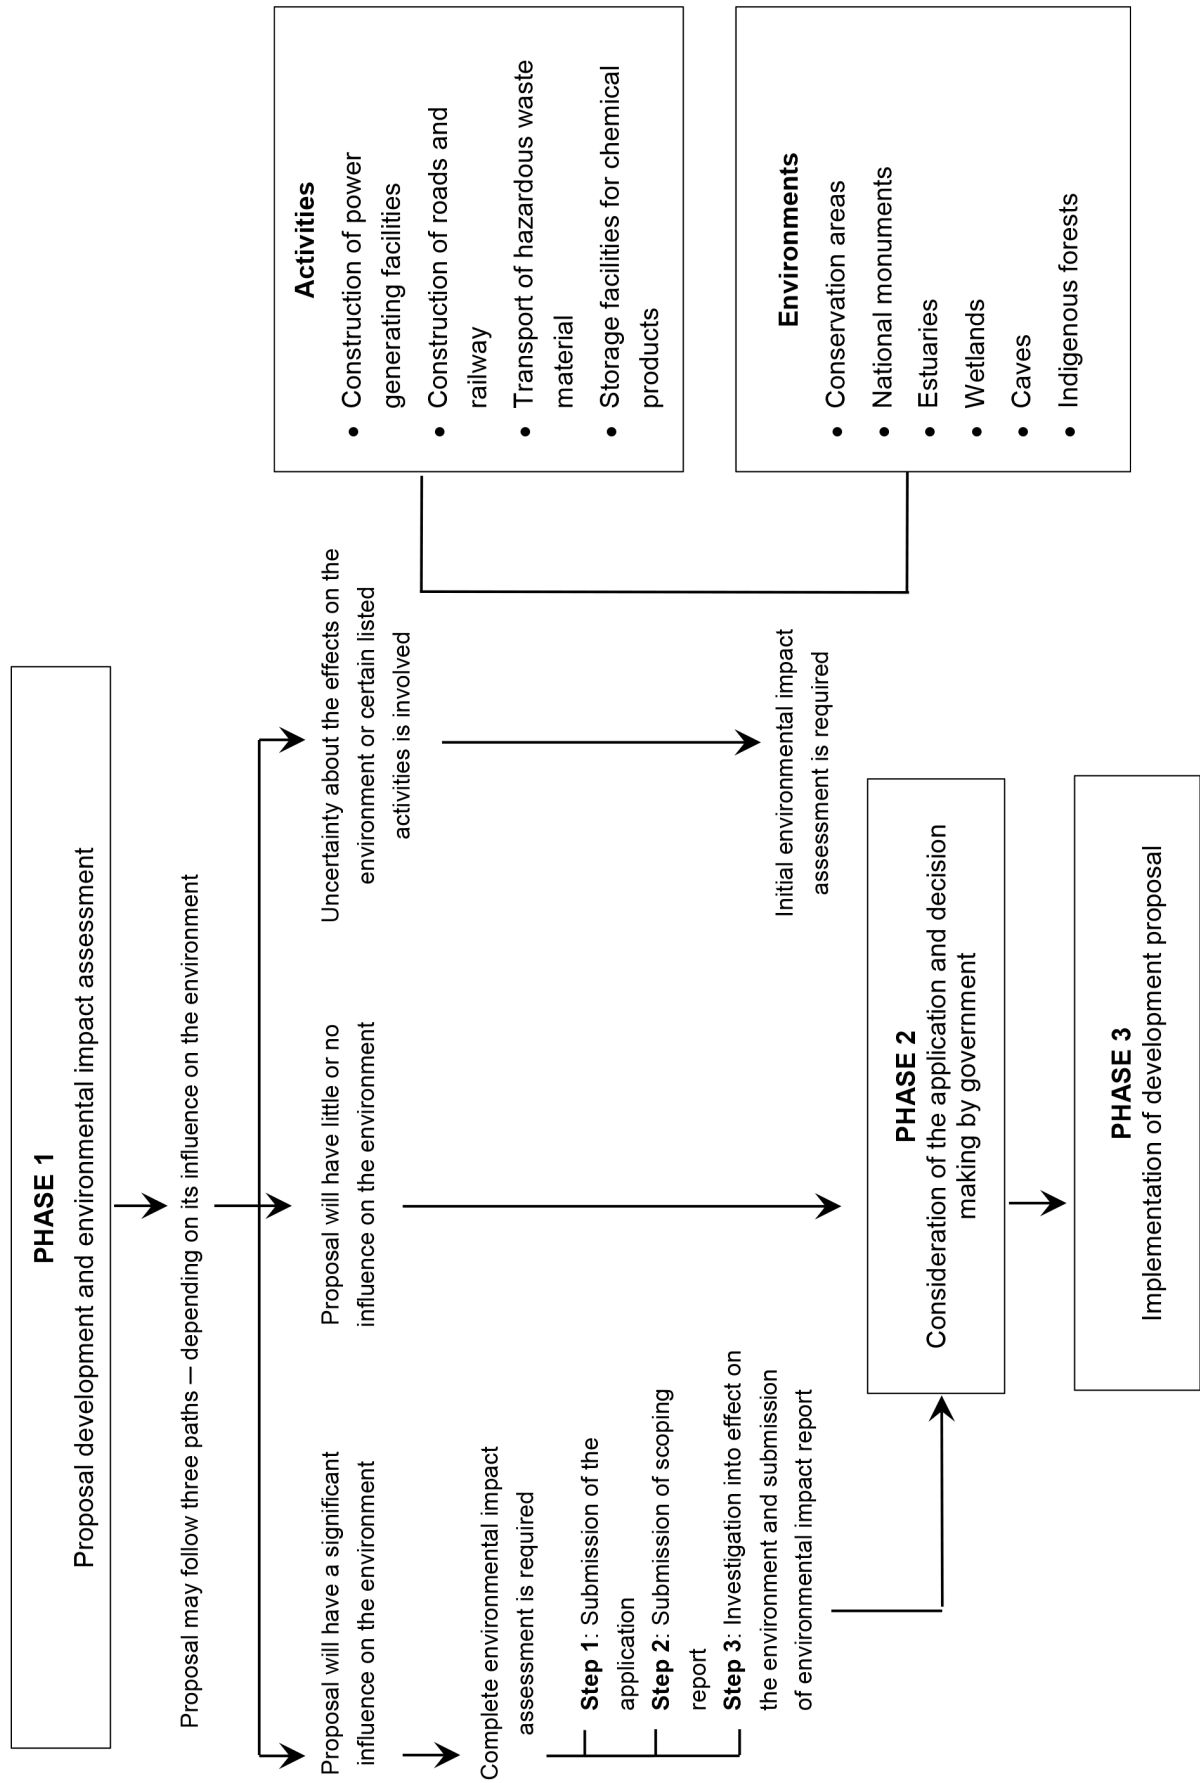 PHASE 1
Proposal development and environmental impact assessment
Proposal may follow three paths — depending on its influence on the environment
Proposal will have a significant
influence on the environment
Complete environmental impact
assessment is required
Step 1: Submission of the
application
Step 2: Submission of scoping
report
Step 3: Investigation into effect on
the environment and submission
of environmental impact report
Proposal will have little or no
influence on the environment
Uncertainty about the effects on the
environment or certain listed
activities is involved
Initial environmental impact
assessment is required
Activities
• Construction of power
generating facilities
• Construction of roads and
railway
• Transport of hazardous waste
material
• Storage facilities for chemical
products
Environments
• Conservation areas
• National monuments
• Estuaries
• Wetlands
• Caves
• Indigenous forests
PHASE 2
Consideration of the application and decision
making by government
PHASE 3
Implementation of development proposal